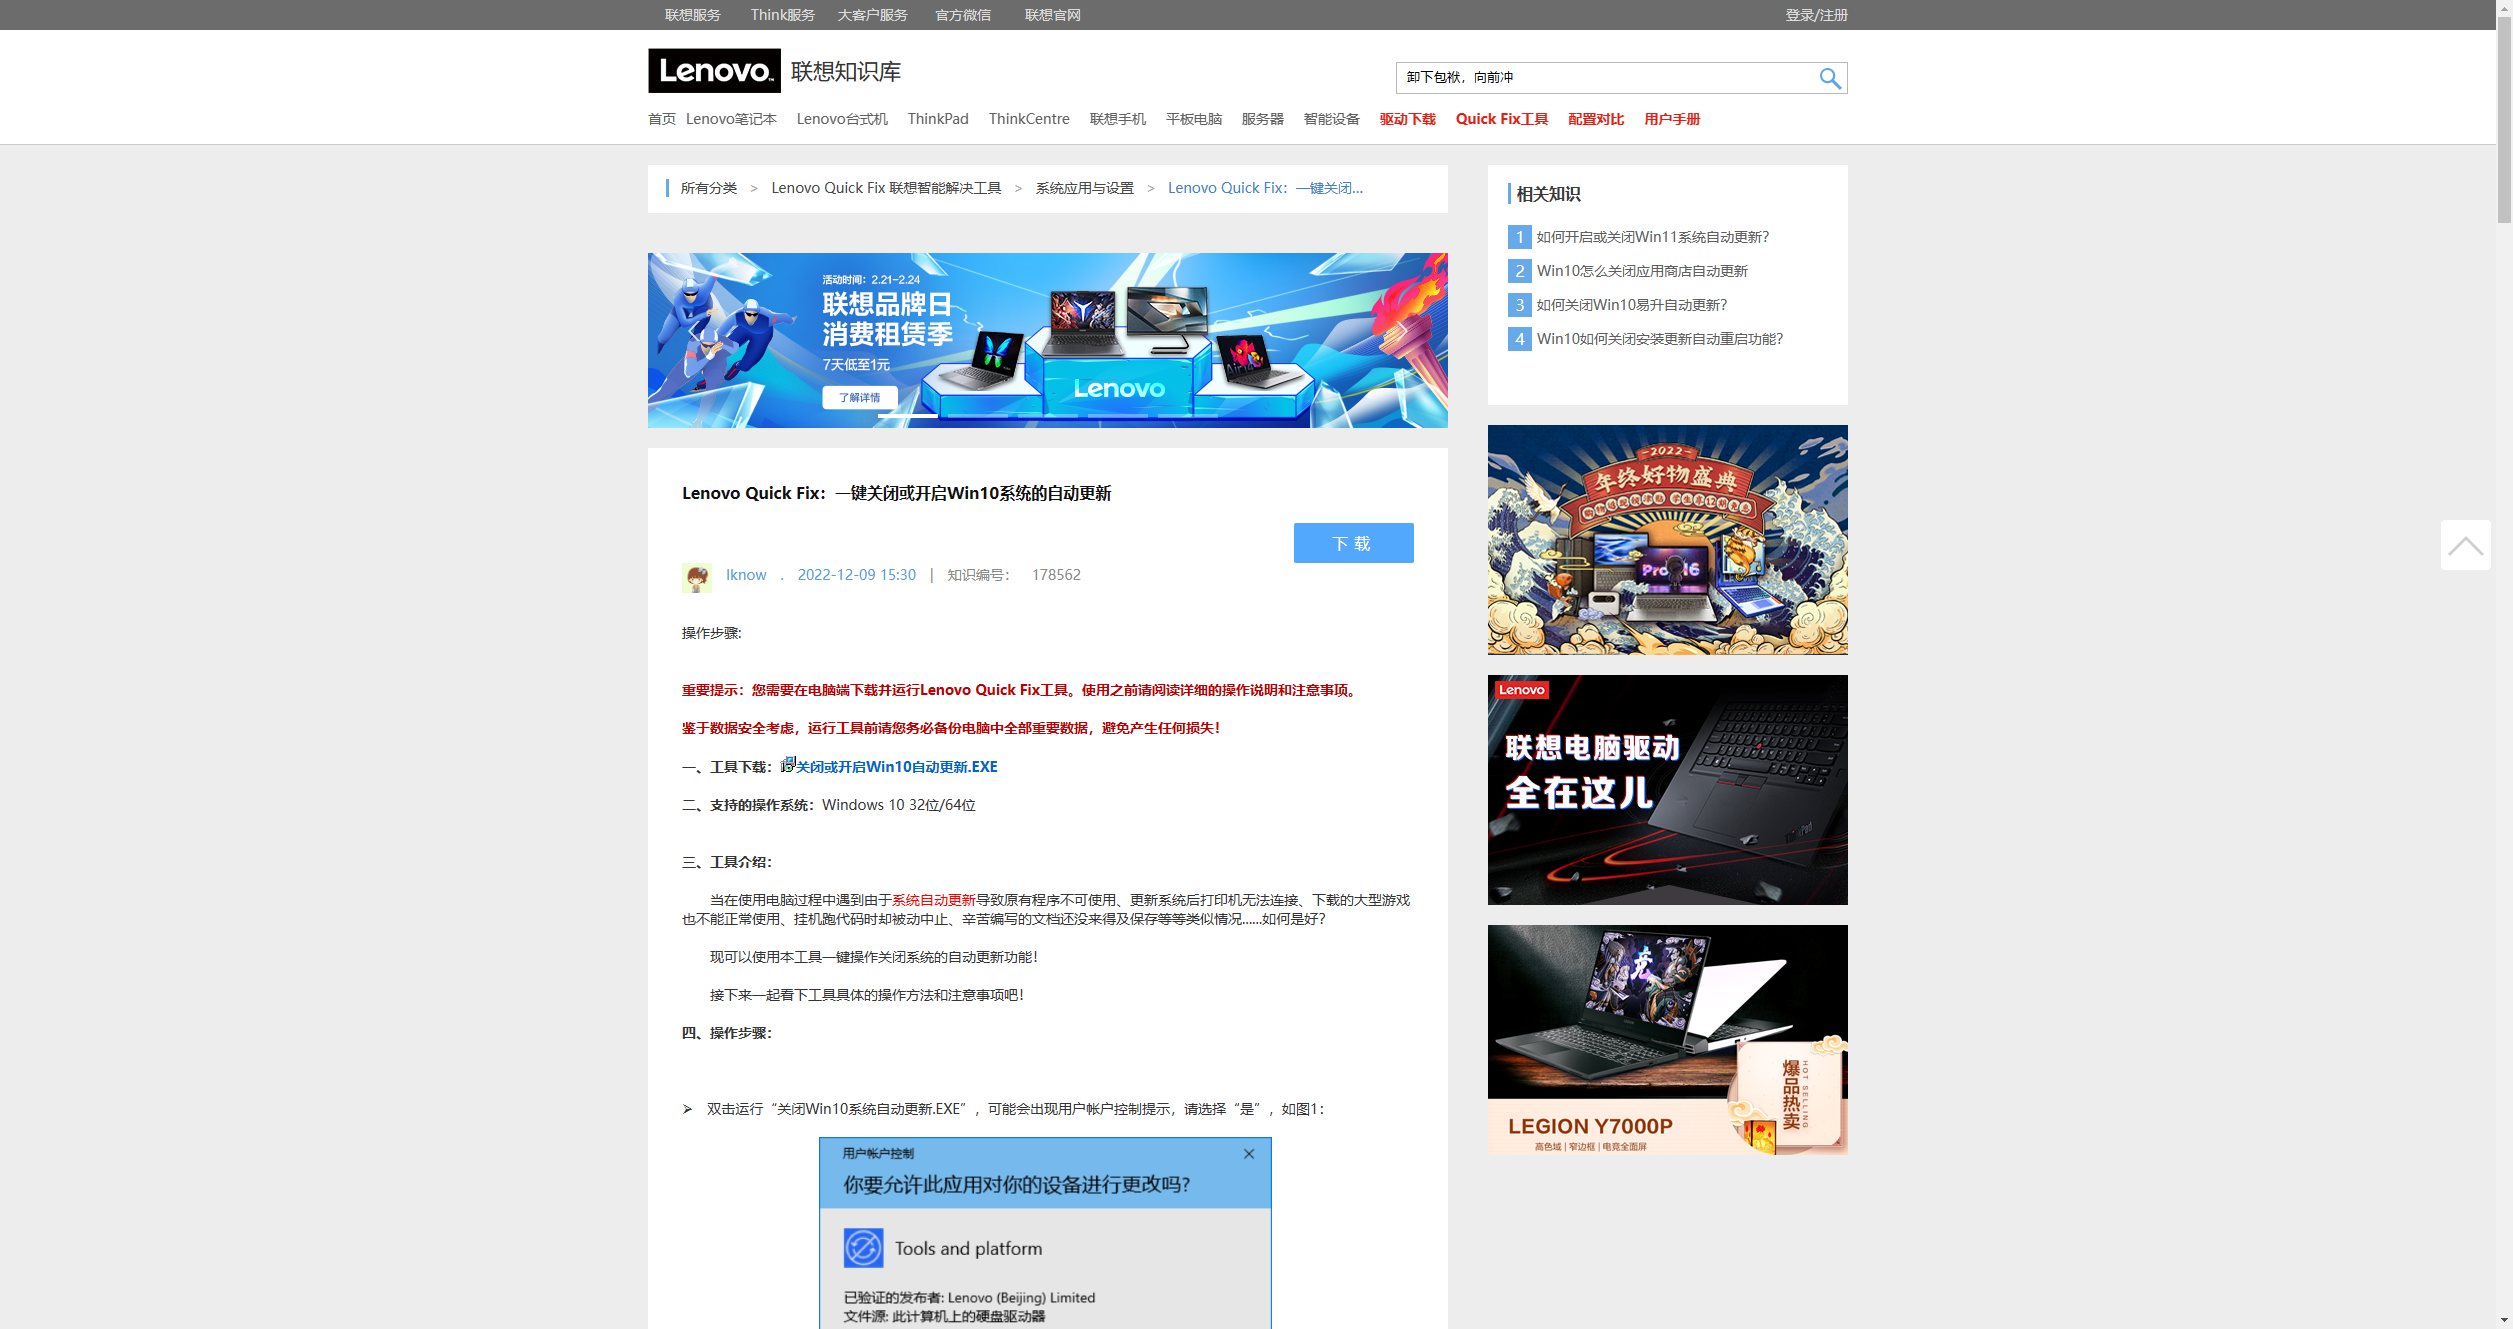 联想服务 Think服务 大客户服务 官方微信 联想官网 登录/注册
Lenovo 联想知识库
卸下包袱，向前冲
首页 Lenovo笔记本 Lenovo台式机 ThinkPad ThinkCentre 联想手机 平板电脑 服务器 智能设备 驱动下载 Quick Fix工具 配置对比 用户手册
所有分类 > Lenovo Quick Fix 联想智能解决工具 > 系统应用与设置 > Lenovo Quick Fix：一键关闭...
活动时间：2.21-2.24
联想品牌日
消费租赁季
7天低至1元
了解详情
Lenovo
Lenovo Quick Fix：一键关闭或开启Win10系统的自动更新
下 载
Iknow . 2022-12-09 15:30 | 知识编号： 178562
操作步骤:
重要提示：您需要在电脑端下载并运行Lenovo Quick Fix工具。使用之前请阅读详细的操作说明和注意事项。
鉴于数据安全考虑，运行工具前请您务必备份电脑中全部重要数据，避免产生任何损失！
一、工具下载：关闭或开启Win10自动更新.EXE
二、支持的操作系统：Windows 10 32位/64位
三、工具介绍：
当在使用电脑过程中遇到由于系统自动更新导致原有程序不可使用、更新系统后打印机无法连接、下载的大型游戏
也不能正常使用、挂机跑代码时却被动中止、辛苦编写的文档还没来得及保存等等类似情况......如何是好？
现可以使用本工具一键操作关闭系统的自动更新功能！
接下来一起看下工具具体的操作方法和注意事项吧！
四、操作步骤：
➢ 双击运行“关闭Win10系统自动更新.EXE”，可能会出现用户帐户控制提示，请选择“是”，如图1：
用户帐户控制
你要允许此应用对你的设备进行更改吗?
Tools and platform
已验证的发布者: Lenovo (Beijing) Limited
文件源: 此计算机上的硬盘驱动器
相关知识
1 如何开启或关闭Win11系统自动更新？
2 Win10怎么关闭应用商店自动更新
3 如何关闭Win10易升自动更新？
4 Win10如何关闭安装更新自动重启功能？
2022
年终好物盛典
Lenovo
联想电脑驱动
全在这儿
竞
爆品热卖
HOT SELLING
LEGION Y7000P
高色域 | 窄边框 | 电竞全面屏